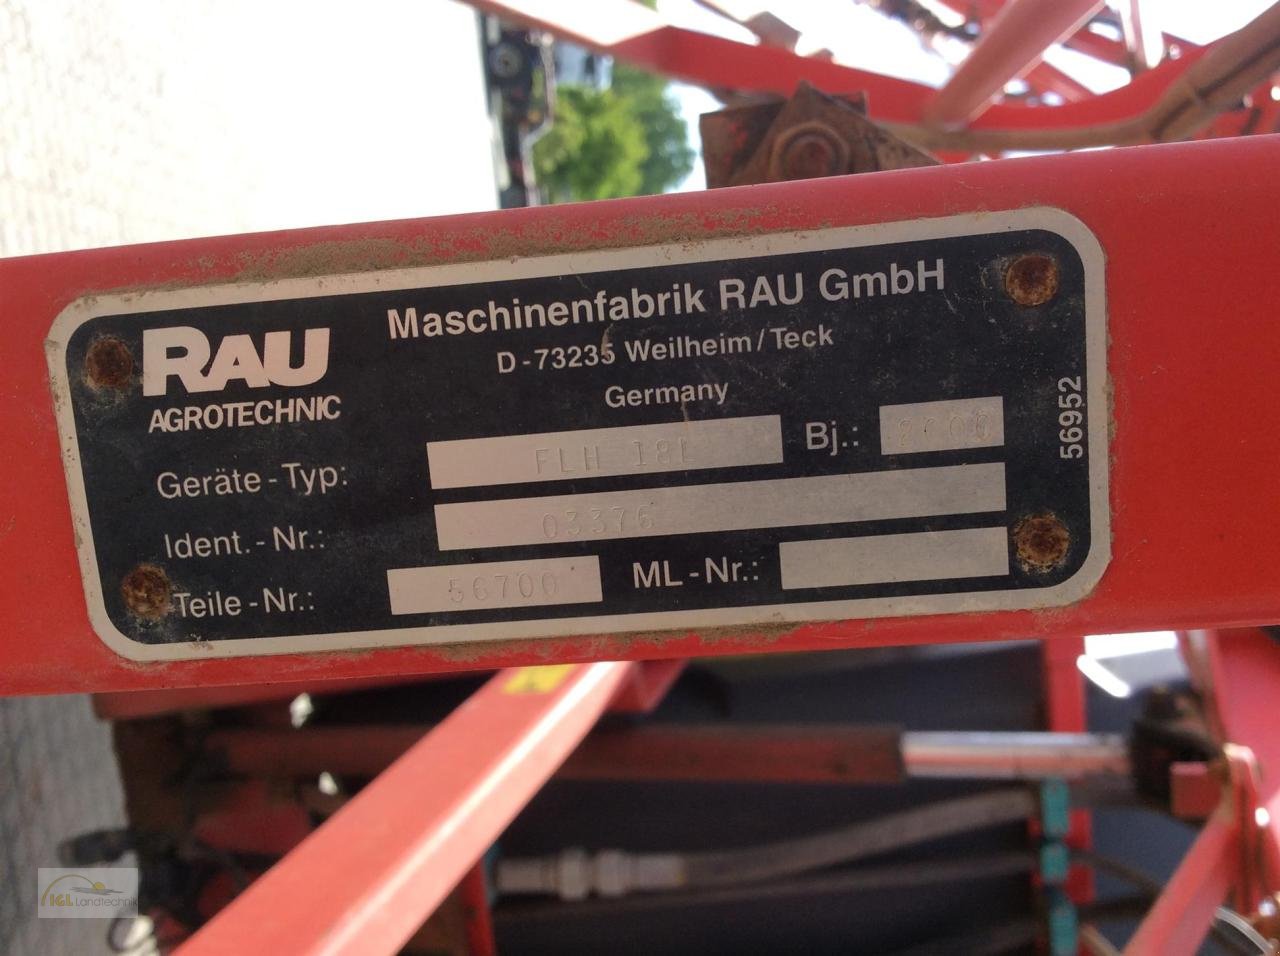 RAU
AGROTECHNIC
Maschinenfabrik RAU GmbH
D-73235 Weilheim/Teck
Germany
Geräte-Typ: FLH 18L Bj.: 2000
Ident.-Nr.: 03376
Teile-Nr.: 56700 ML-Nr.:
56952
IGL Landtechnik